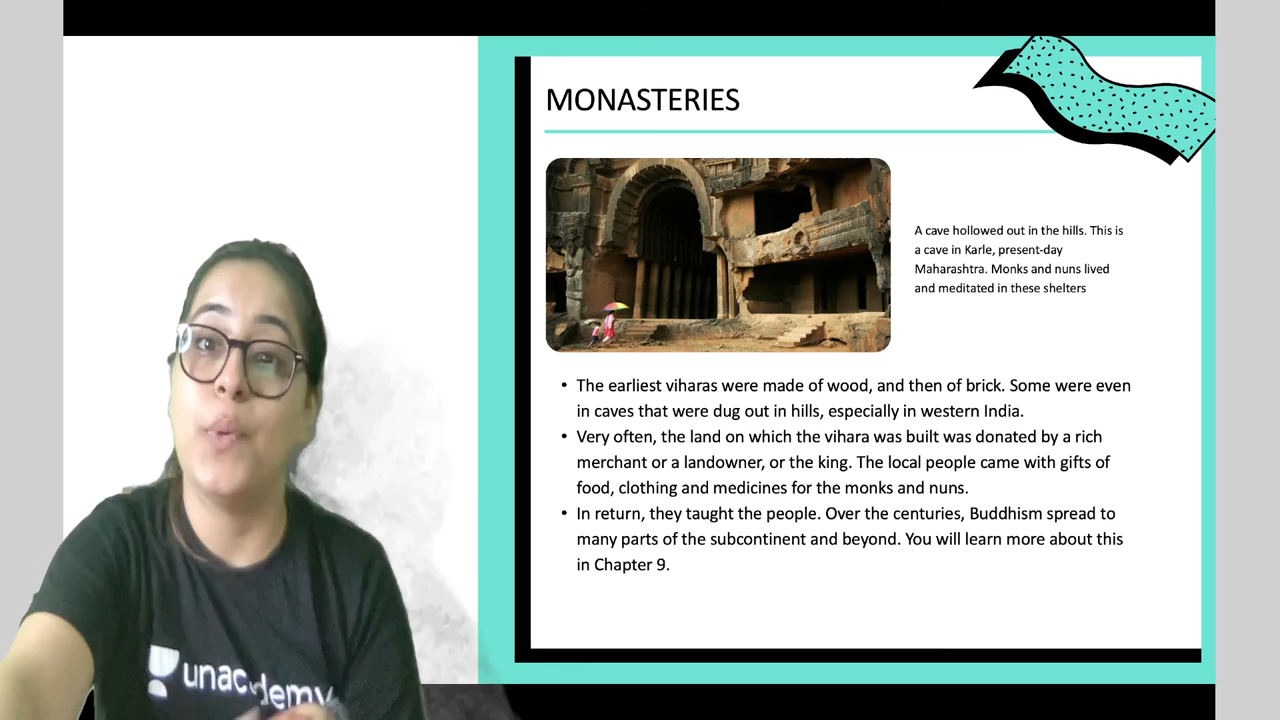 MONASTERIES
A cave hollowed out in the hills. This is
a cave in Karle, present-day
Maharashtra. Monks and nuns lived
and meditated in these shelters
• The earliest viharas were made of wood, and then of brick. Some were even
in caves that were dug out in hills, especially in western India.
• Very often, the land on which the vihara was built was donated by a rich
merchant or a landowner, or the king. The local people came with gifts of
food, clothing and medicines for the monks and nuns.
• In return, they taught the people. Over the centuries, Buddhism spread to
many parts of the subcontinent and beyond. You will learn more about this
in Chapter 9.
unacademy